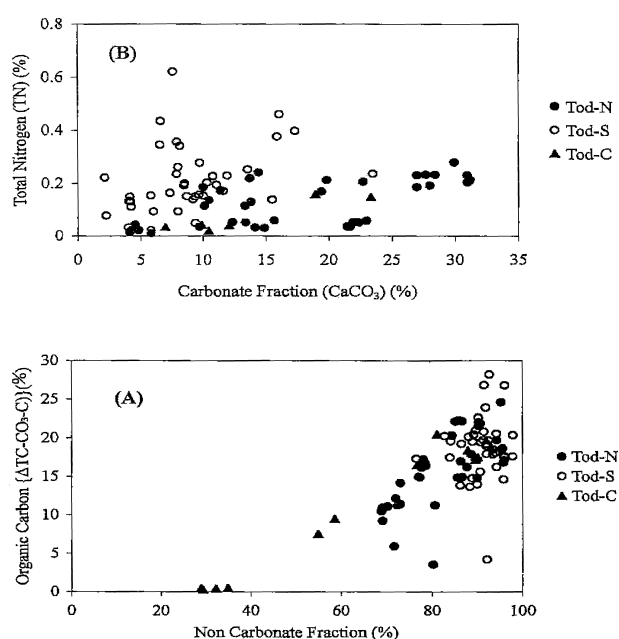 0.8
(B)
0.6
0.4
0.2
0
Total Nitrogen (TN) (%)
0 5 10 15 20 25 30 35
Carbonate Fraction (CaCO₃) (%)
Tod-N
Tod-S
Tod-C
30
(A)
25
20
15
10
5
0
Organic Carbon {ΔTC-CO₃-C)}(%)
0 20 40 60 80 100
Non Carbonate Fraction (%)
Tod-N
Tod-S
Tod-C